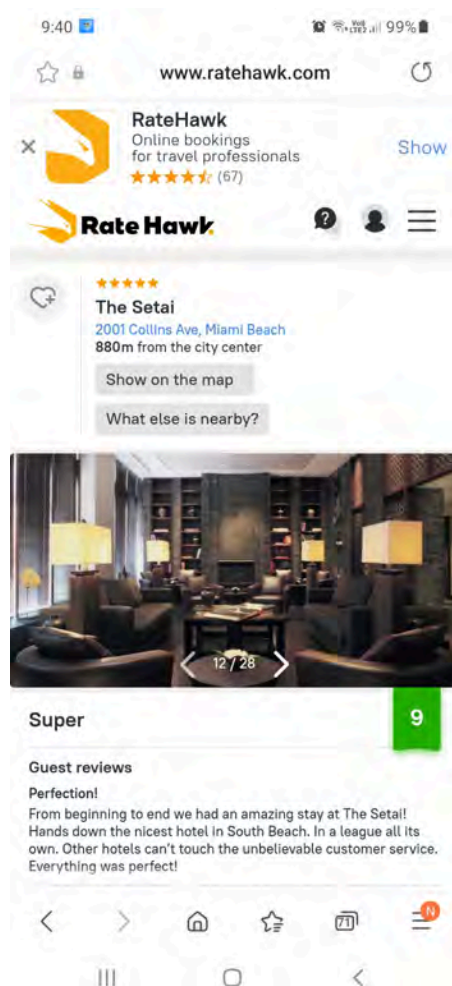 9:40
99%
www.ratehawk.com
RateHawk
Online bookings
for travel professionals
(67)
Show
Rate Hawk.
The Setai
2001 Collins Ave, Miami Beach
880m from the city center
Show on the map
What else is nearby?
12 / 28
Super
9
Guest reviews
Perfection!
From beginning to end we had an amazing stay at The Setai!
Hands down the nicest hotel in South Beach. In a league all its
own. Other hotels can't touch the unbelievable customer service.
Everything was perfect!
71
N